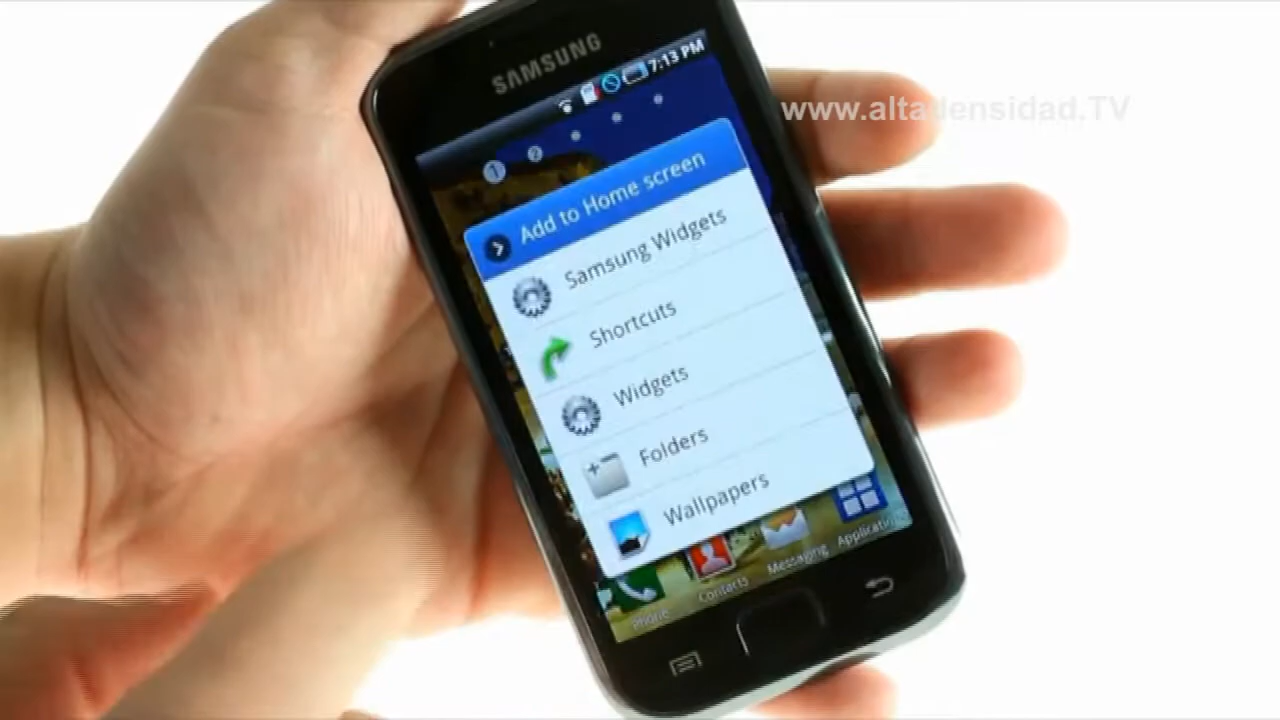 SAMSUNG
7:13 PM
www.altadensidad.TV
1 2
Add to Home screen
Samsung Widgets
Shortcuts
Widgets
Folders
Wallpapers
Phone
Contacts
Messaging